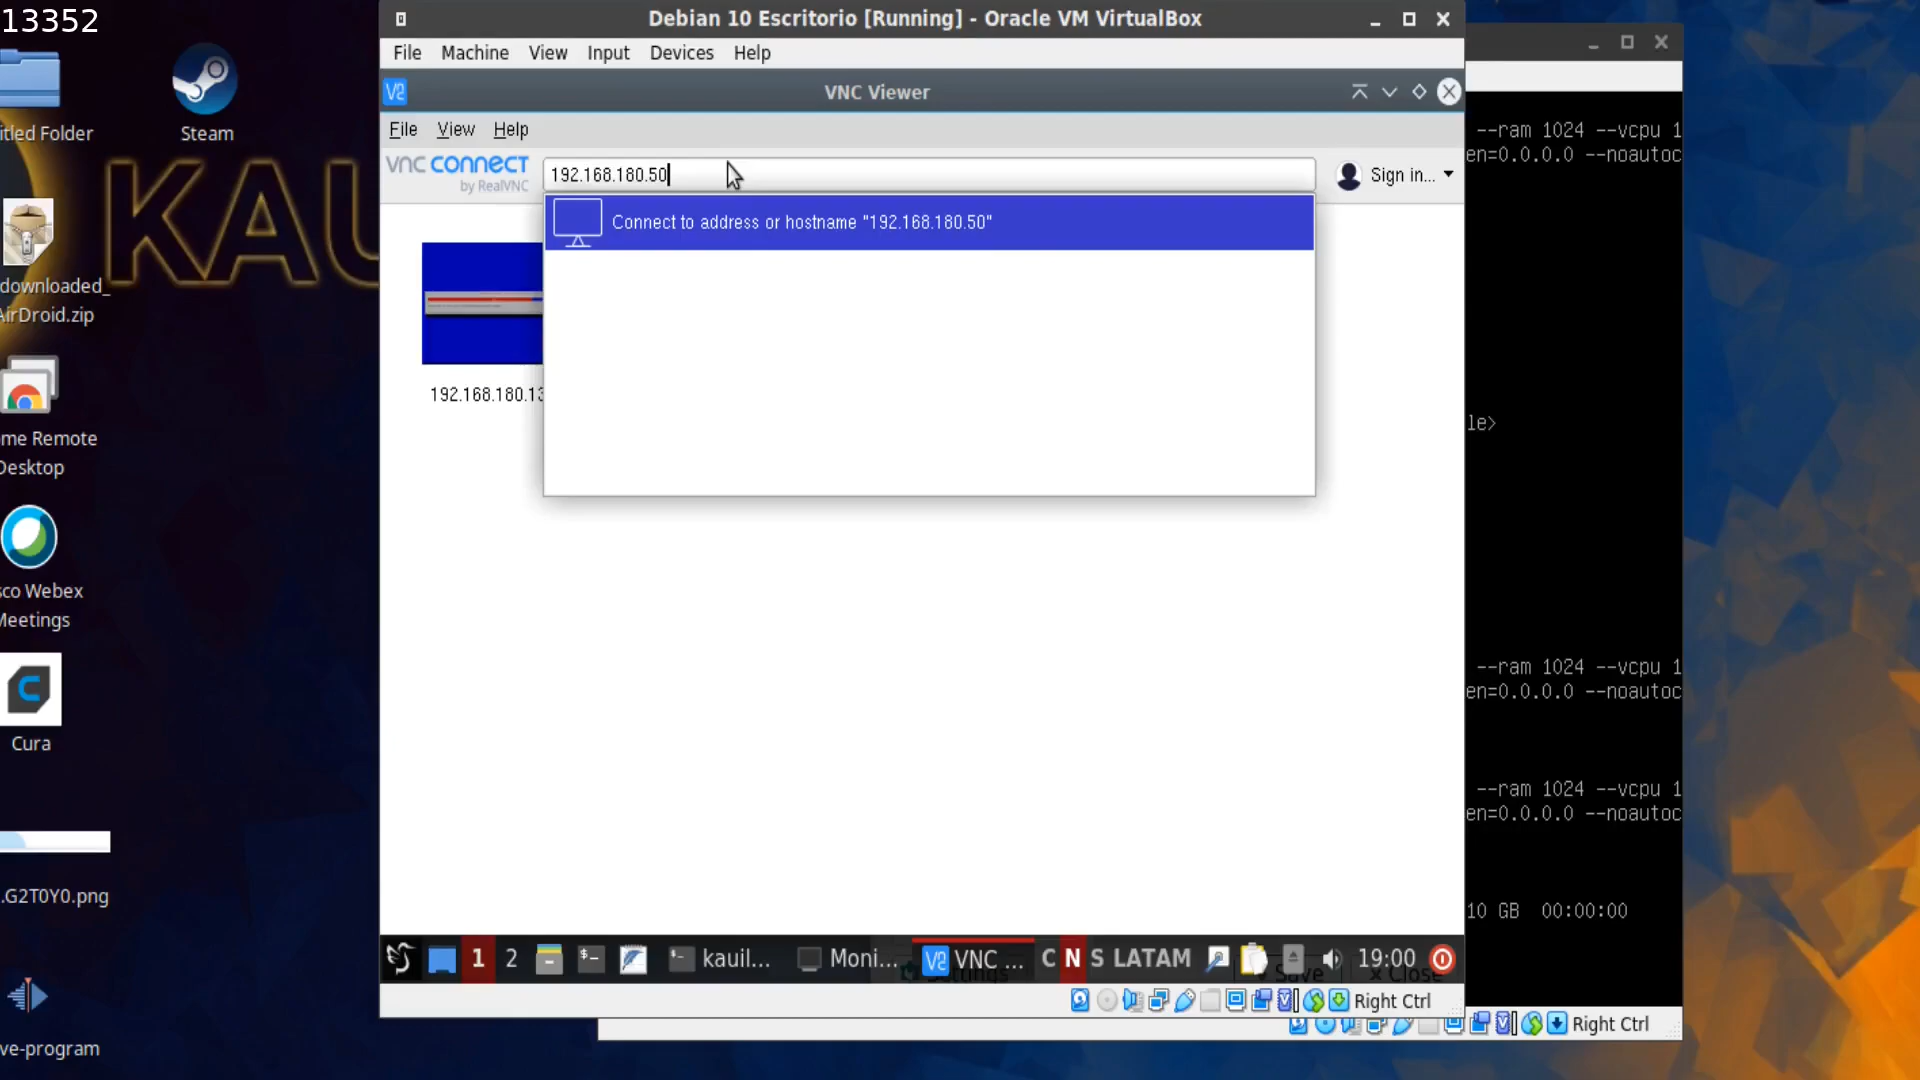 13352
itled Folder
Steam
KAU
downloaded_
AirDroid.zip
me Remote
Desktop
sco Webex
Meetings
Cura
.G2T0Y0.png
ve-program
Debian 10 Escritorio [Running] - Oracle VM VirtualBox
File Machine View Input Devices Help
VNC Viewer
File View Help
vnc connect
by RealVNC
192.168.180.50
Sign in...
Connect to address or hostname "192.168.180.50"
192.168.180.13
--ram 1024 --vcpu 1
en=0.0.0.0 --noautoc
le>
--ram 1024 --vcpu 1
en=0.0.0.0 --noautoc
--ram 1024 --vcpu 1
en=0.0.0.0 --noautoc
10 GB 00:00:00
1 2 kauil... Moni... VNC ... C N S LATAM 19:00
Settings Save × Close
Right Ctrl
Right Ctrl